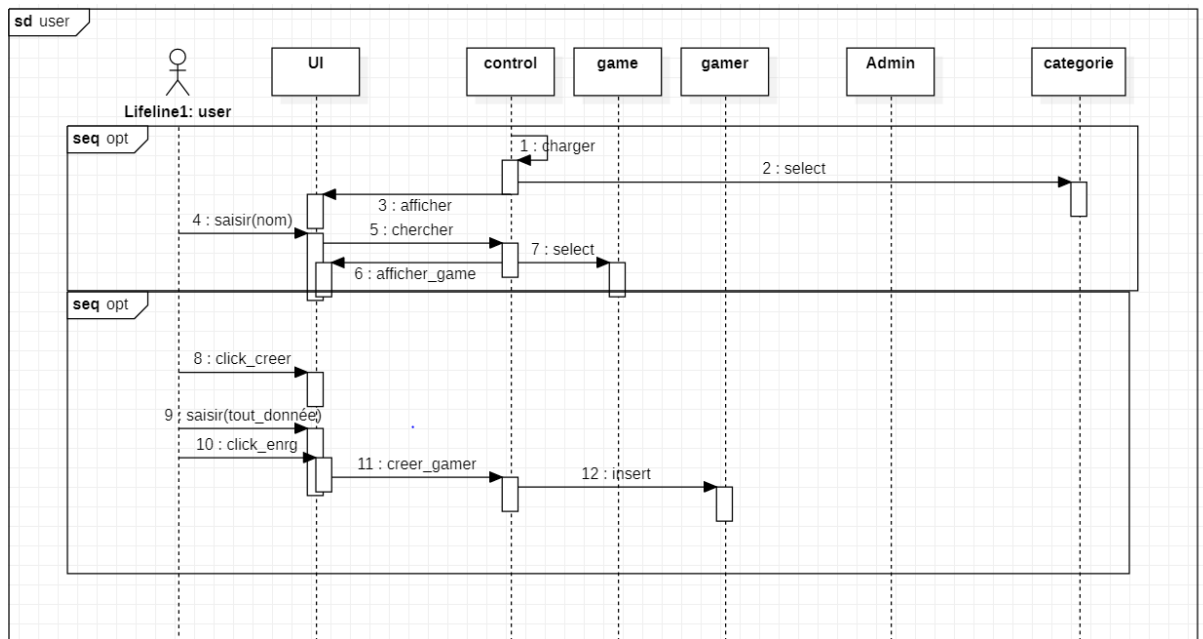 sd user
UI
control
game
gamer
Admin
categorie
Lifeline1: user
seq opt
1 : charger
2 : select
3 : afficher
4 : saisir(nom)
5 : chercher
7 : select
6 : afficher_game
seq opt
8 : click_creer
9 : saisir(tout_donnée)
10 : click_enrg
11 : creer_gamer
12 : insert